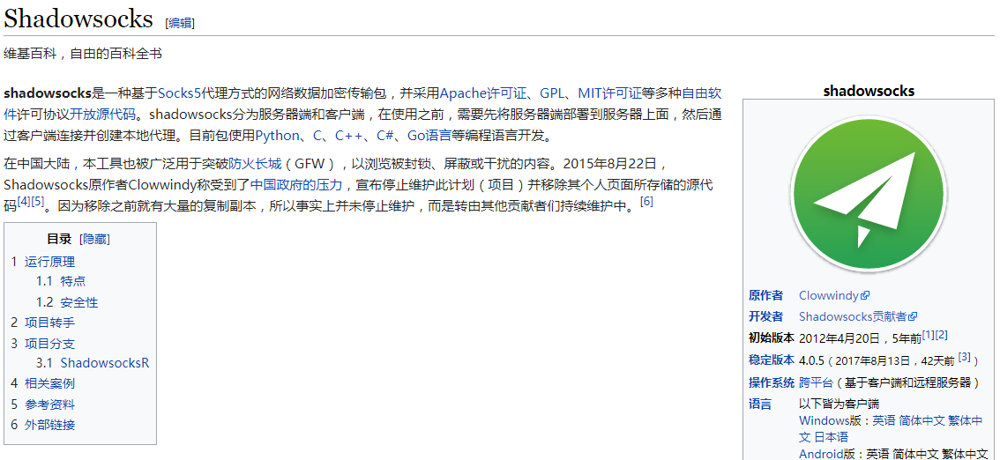 Shadowsocks [编辑]
维基百科，自由的百科全书
shadowsocks是一种基于Socks5代理方式的网络数据加密传输包，并采用Apache许可证、GPL、MIT许可证等多种自由软
件许可协议开放源代码。shadowsocks分为服务器端和客户端，在使用之前，需要先将服务器端部署到服务器上面，然后通
过客户端连接并创建本地代理。目前包使用Python、C、C++、C#、Go语言等编程语言开发。
在中国大陆，本工具也被广泛用于突破防火长城（GFW），以浏览被封锁、屏蔽或干扰的内容。2015年8月22日，
Shadowsocks原作者Clowwindy称受到了中国政府的压力，宣布停止维护此计划（项目）并移除其个人页面所存储的源代
码[4][5]。因为移除之前就有大量的复制副本，所以事实上并未停止维护，而是转由其他贡献者们持续维护中。[6]
目录 [隐藏]
1 运行原理
1.1 特点
1.2 安全性
2 项目转手
3 项目分支
3.1 ShadowsocksR
4 相关案例
5 参考资料
6 外部链接
shadowsocks
原作者 Clowwindy
开发者 Shadowsocks贡献者
初始版本 2012年4月20日，5年前[1][2]
稳定版本 4.0.5（2017年8月13日，42天前 [3]）
操作系统 跨平台（基于客户端和远程服务器）
语言 以下皆为客户端
Windows版：英语 简体中文 繁体中
文 日本语
Android版：英语 简体中文 繁体中文